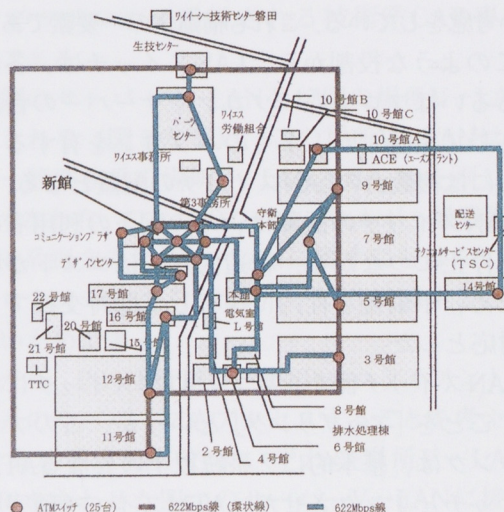 ワイイーシー技術センター磐田
生技センター
パーツ
センター
ワイエス
労働組合
10号館B
10号館C
10号館A
ACE(エースプラント)
ワイエス事務所
新館
第3事務所
守衛
本部
9号館
配送
センター
コミュニケーションプラザ
7号館
テクニカルサービスセンター
(TSC)
デザインセンター
14号館
17号館
本館
5号館
22号館
16号館
電気室
L号館
20号館
21号館
15号館
3号館
TTC
12号館
8号館
排水処理棟
11号館
2号館
4号館
6号館
ATMスイッチ(25台)
622Mbps線(環状線)
622Mbps線